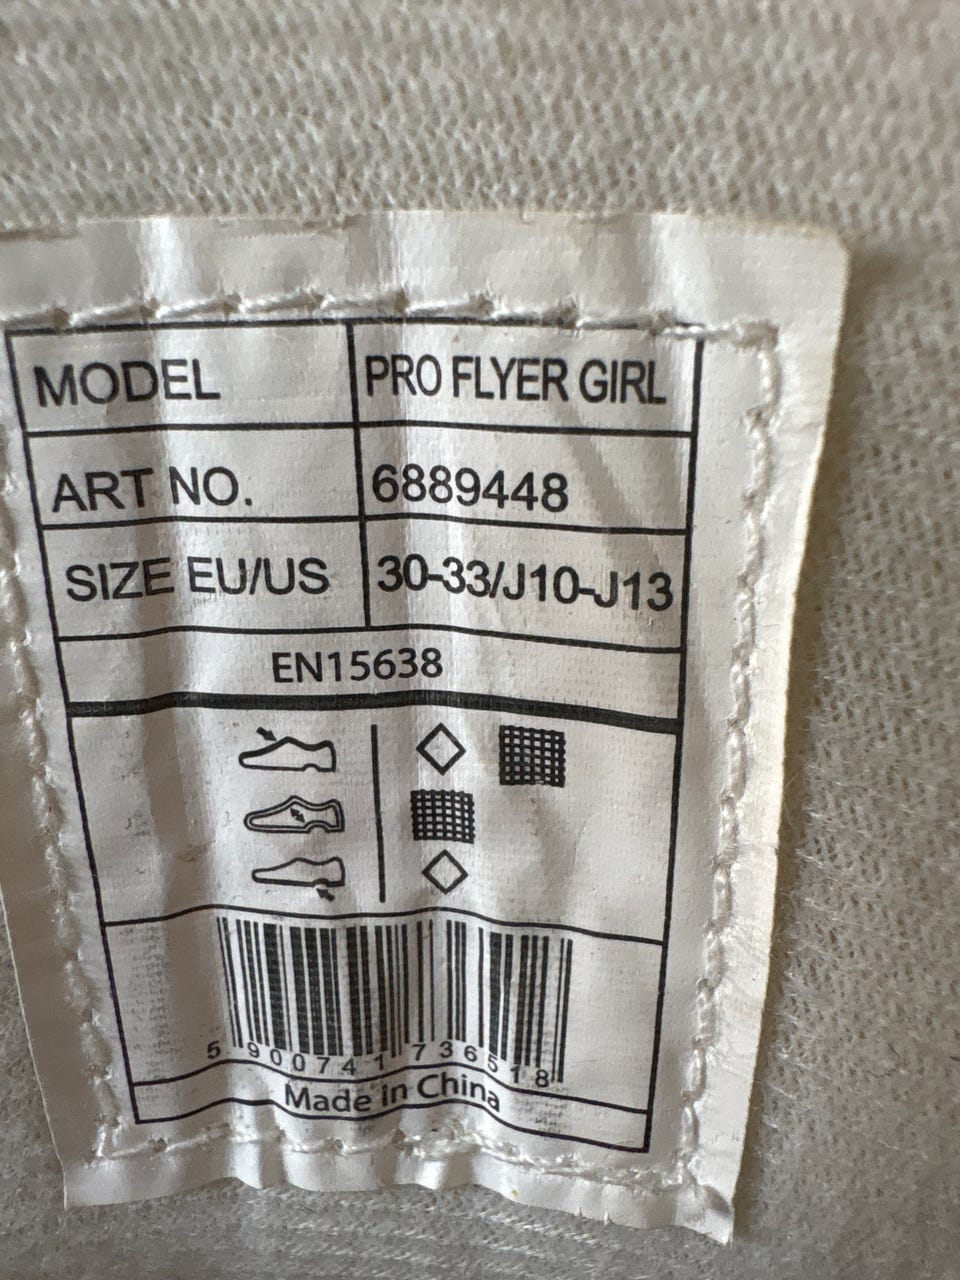 MODEL PRO FLYER GIRL
ART NO. 6889448
SIZE EU/US 30-33/J10-J13
EN15638
5 900741 736518
Made in China